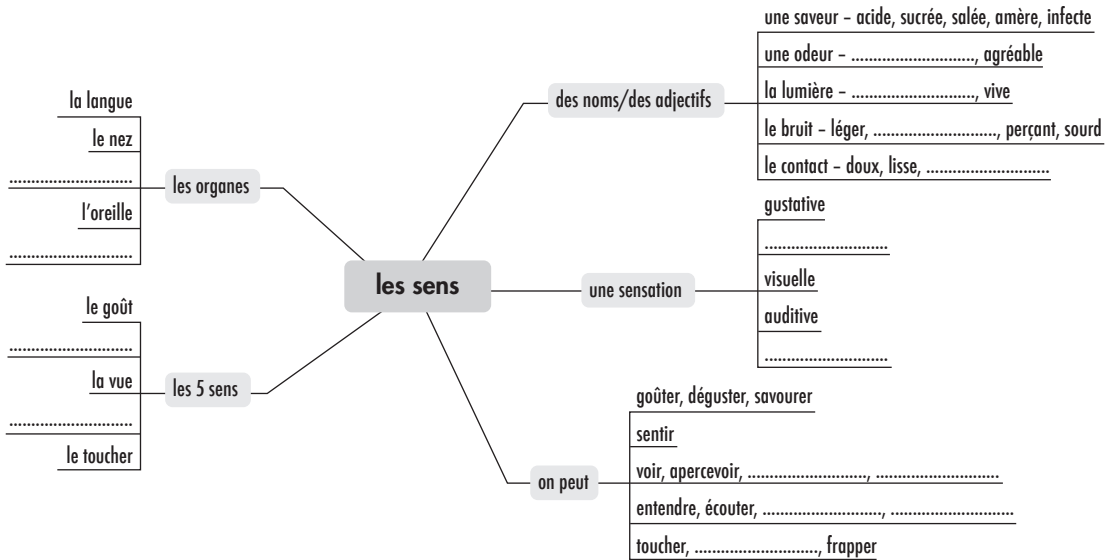 les sens
les organes
la langue
le nez
..............................
l'oreille
..............................
les 5 sens
le goût
..............................
la vue
..............................
le toucher
des noms/des adjectifs
une saveur – acide, sucrée, salée, amère, infecte
une odeur – .............................., agréable
la lumière – .............................., vive
le bruit – léger, .............................., perçant, sourd
le contact – doux, lisse, ..............................
une sensation
gustative
..............................
visuelle
auditive
..............................
on peut
goûter, déguster, savourer
sentir
voir, apercevoir, .............................., ..............................
entendre, écouter, .............................., ..............................
toucher, .............................., frapper